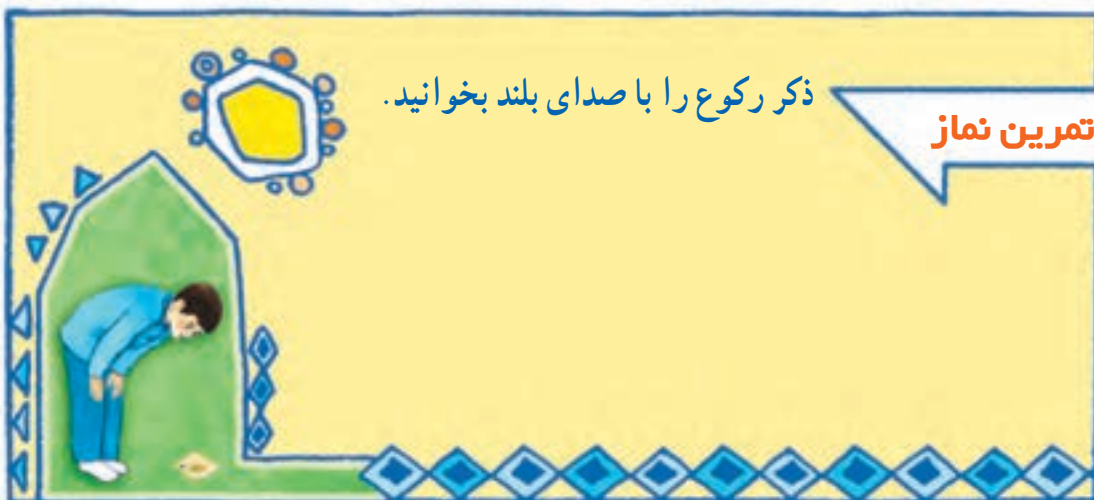 تمرین نماز
ذکر رکوع را با صدای بلند بخوانید.